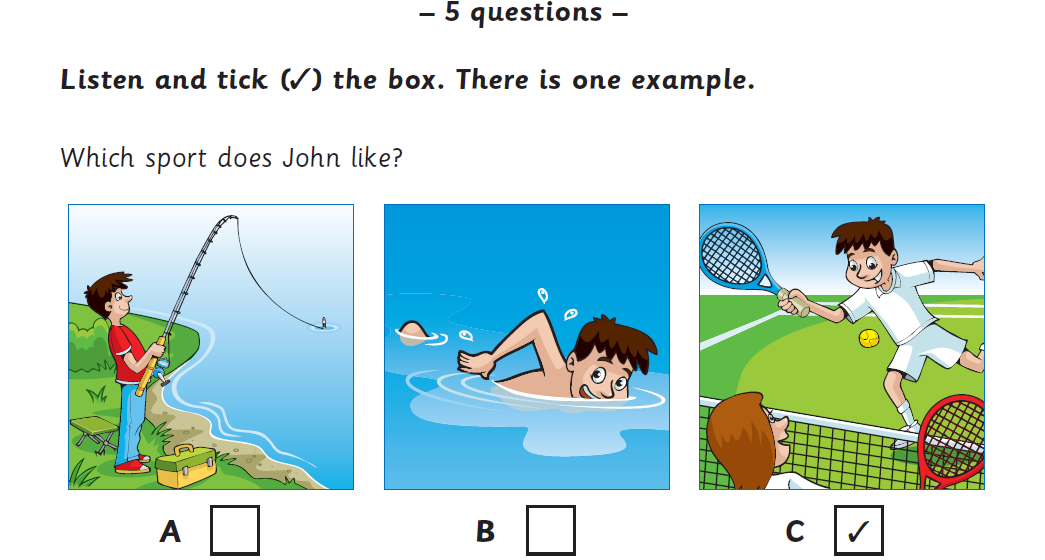 – 5 questions –
Listen and tick (✓) the box. There is one example.
Which sport does John like?
A B C ✓